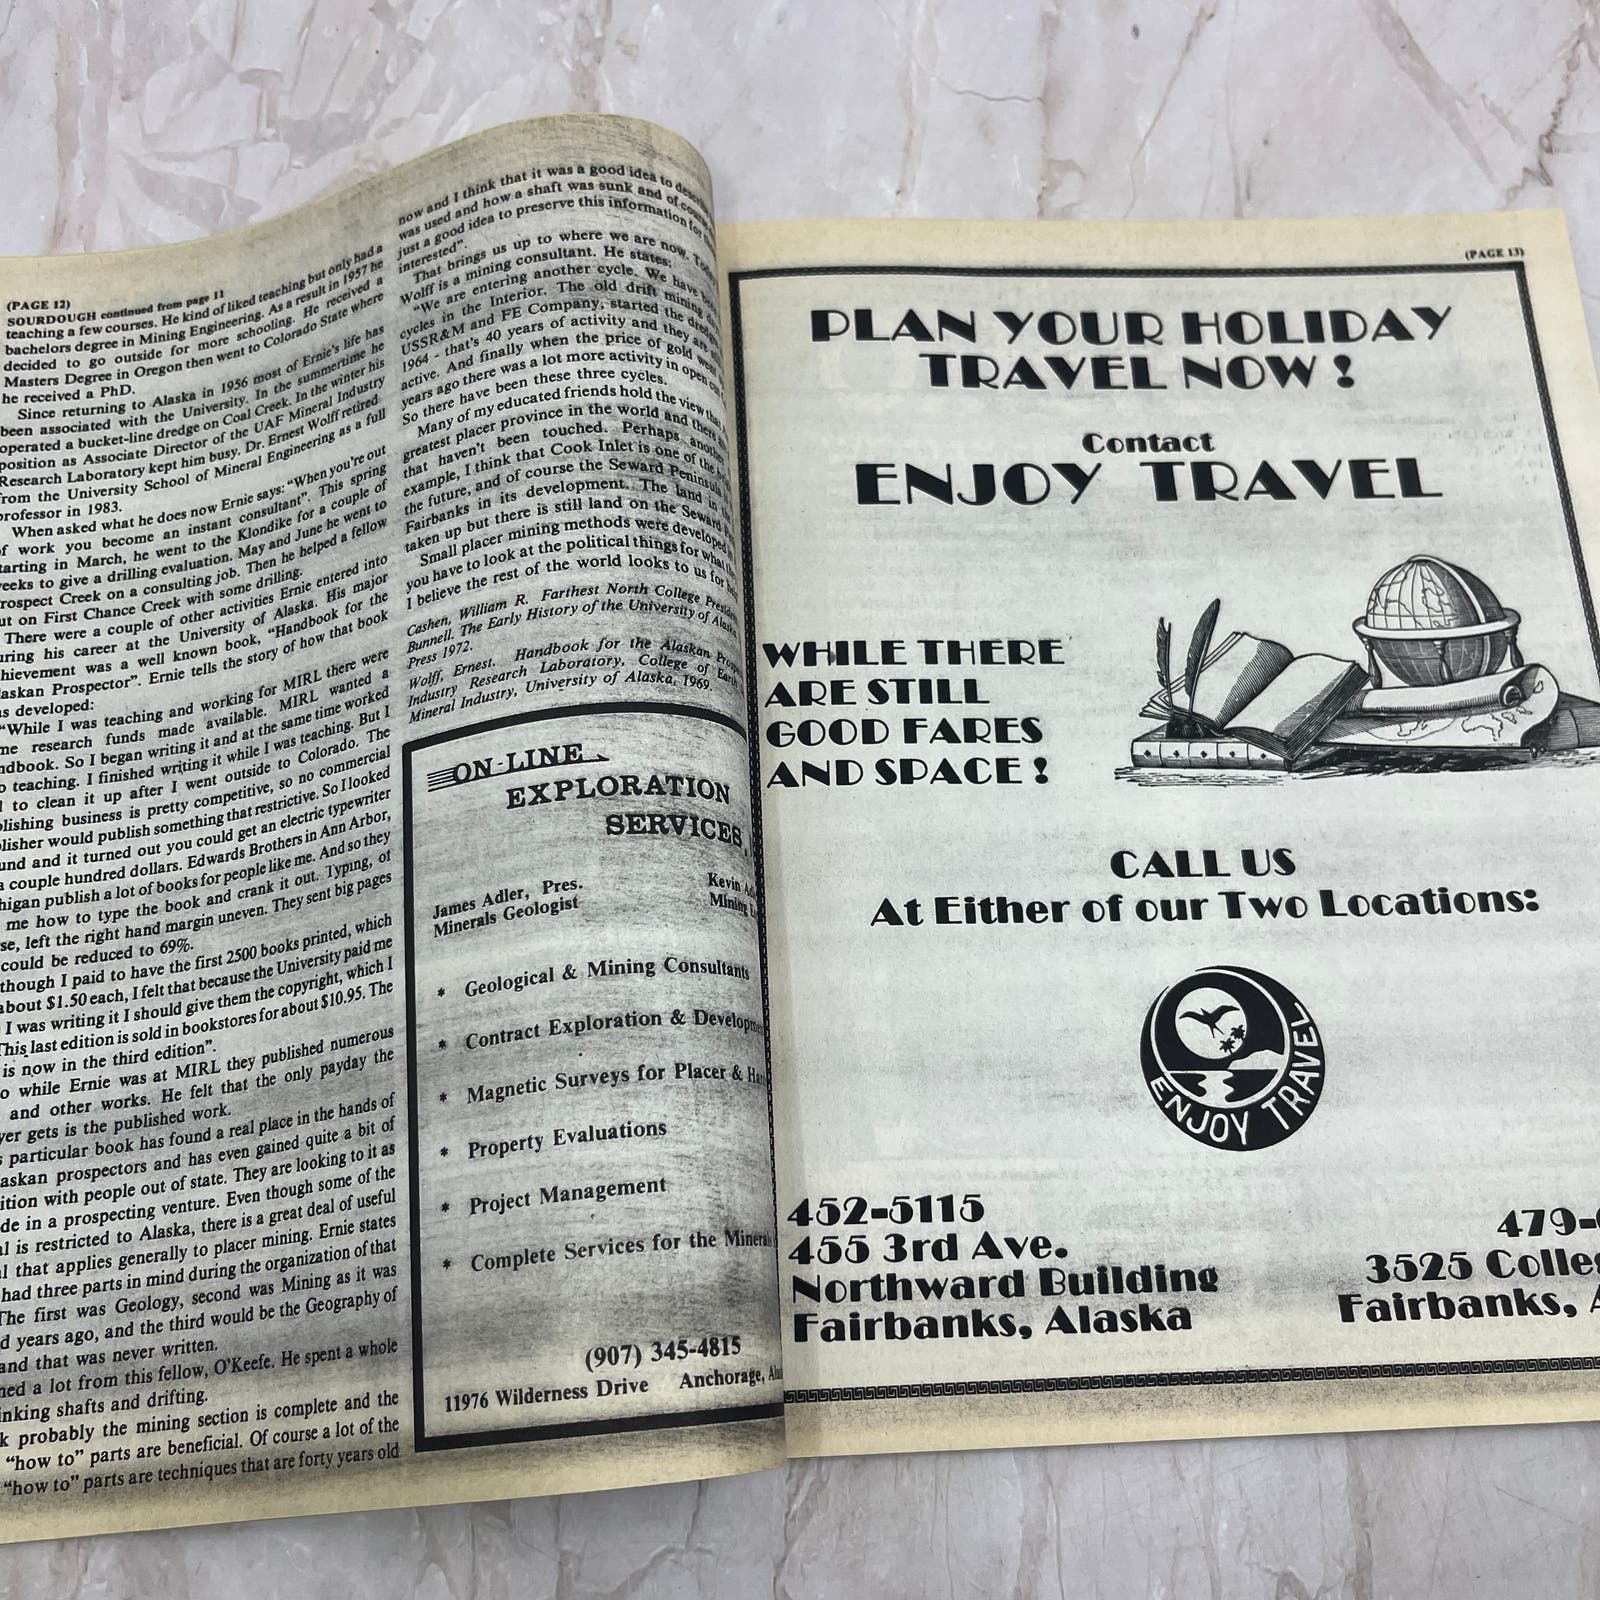 (PAGE 12)
SOURDOUGH continued from page 11
teaching a few courses. He kind of liked teaching but only had a
bachelors degree in Mining Engineering. As a result in 1957 he
decided to go outside for more schooling. He received a
Masters Degree in Oregon then went to Colorado State where
he received a PhD.
Since returning to Alaska in 1956 most of Ernie's life has
been associated with the University. In the summertime he
operated a bucket-line dredge on Coal Creek. In the winter his
position as Associate Director of the UAF Mineral Industry
Research Laboratory kept him busy. Dr. Ernest Wolff retired
from the University School of Mineral Engineering as a full
professor in 1983.
When asked what he does now Ernie says: "When you're out
of work you become an instant consultant". This spring
starting in March, he went to the Klondike for a couple of
weeks to give a drilling evaluation. May and June he went to
Prospect Creek on a consulting job. Then he helped a fellow
out on First Chance Creek with some drilling.
There were a couple of other activities Ernie entered into
during his career at the University of Alaska. His major
achievement was a well known book, "Handbook for the
Alaskan Prospector". Ernie tells the story of how that book
was developed:
"While I was teaching and working for MIRL there were
research funds made available. MIRL wanted a
handbook. So I began writing it and at the same time worked
teaching. I finished writing it while I was teaching. But I
to clean it up after I went outside to Colorado. The
publishing business is pretty competitive, so no commercial
publisher would publish something that restrictive. So I looked
and it turned out you could get an electric typewriter
a couple hundred dollars. Edwards Brothers in Ann Arbor,
publish a lot of books for people like me. And so they
me how to type the book and crank it out. Typing, of
left the right hand margin uneven. They sent big pages
could be reduced to 69%.
though I paid to have the first 2500 books printed, which
about $1.50 each, I felt that because the University paid me
I was writing it I should give them the copyright, which I
This last edition is sold in bookstores for about $10.95. The
is now in the third edition".
while Ernie was at MIRL they published numerous
and other works. He felt that the only payday the
gets is the published work.
particular book has found a real place in the hands of
Alaskan prospectors and has even gained quite a bit of
with people out of state. They are looking to it as
in a prospecting venture. Even though some of the
is restricted to Alaska, there is a great deal of useful
that applies generally to placer mining. Ernie states
had three parts in mind during the organization of that
The first was Geology, second was Mining as it was
years ago, and the third would be the Geography of
and that was never written.
a lot from this fellow, O'Keefe. He spent a whole
sinking shafts and drifting.
probably the mining section is complete and the
"how to" parts are beneficial. Of course a lot of the
"how to" parts are techniques that are forty years old
now and I think that it was a good idea to describe
was used and how a shaft was sunk and of course
just a good idea to preserve this information for
interested".
That brings us up to where we are now. Today
Wolff is a mining consultant. He states:
"We are entering another cycle. We have
cycles in the Interior. The old drift mining
USSR&M and FE Company, started the
1964 - that's 40 years of activity and they are
active. And finally when the price of gold went
years ago there was a lot more activity in open
So there have been these three cycles.
Many of my educated friends hold the view that
greatest placer province in the world and there
that haven't been touched. Perhaps, another
example, I think that Cook Inlet is one of the
the future, and of course the Seward Peninsula
Fairbanks in its development. The land in
taken up but there is still land on the Seward
Small placer mining methods were developed
you have to look at the political things for what
I believe the rest of the world looks to us for
Cashen, William R. Farthest North College President
Bunnell. The Early History of the University of Alaska
Press 1972.
Wolf, Ernest. Handbook for the Alaskan
Industry Research Laboratory, College of Earth
Mineral Industry, University of Alaska, 1969.
ON-LINE
EXPLORATION
SERVICES,
James Adler, Pres.
Minerals Geologist
Kevin
Mining
* Geological & Mining Consultants
* Contract Exploration &
* Magnetic Surveys for Placer &
* Property Evaluations
* Project Management
* Complete Services for the
(907) 345-4815
11976 Wilderness Drive Anchorage,
(PAGE 13)
PLAN YOUR HOLIDAY
TRAVEL NOW!
Contact
ENJOY TRAVEL
WHILE THERE
ARE STILL
GOOD FARES
AND SPACE!
CALL US
At Either of our Two Locations:
ENJOY TRAVEL
452-5115
455 3rd Ave.
Northward Building
Fairbanks, Alaska
479-
3525
Fairbanks,